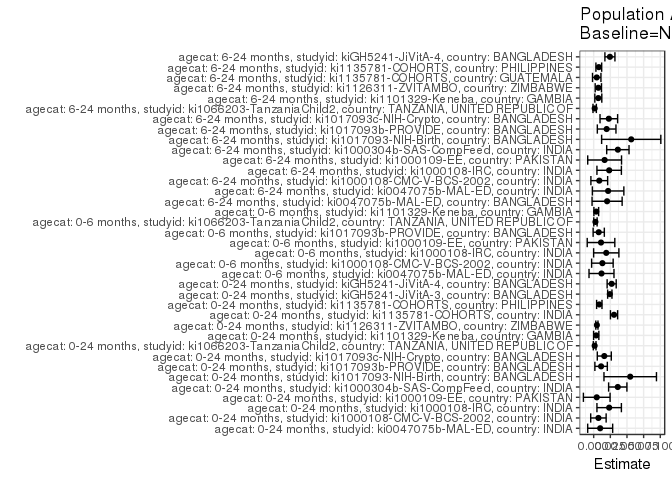 Population
Baseline=N
agecat: 6-24 months, studyid: kiGH5241-JiVitA-4, country: BANGLADESH
agecat: 6-24 months, studyid: ki1135781-COHORTS, country: PHILIPPINES
agecat: 6-24 months, studyid: ki1135781-COHORTS, country: GUATEMALA
agecat: 6-24 months, studyid: ki1126311-ZVITAMBO, country: ZIMBABWE
agecat: 6-24 months, studyid: ki1101329-Keneba, country: GAMBIA
agecat: 6-24 months, studyid: ki1066203-TanzaniaChild2, country: TANZANIA, UNITED REPUBLIC OF
agecat: 6-24 months, studyid: ki1017093c-NIH-Crypto, country: BANGLADESH
agecat: 6-24 months, studyid: ki1017093b-PROVIDE, country: BANGLADESH
agecat: 6-24 months, studyid: ki1017093-NIH-Birth, country: BANGLADESH
agecat: 6-24 months, studyid: ki1000304b-SAS-CompFeed, country: INDIA
agecat: 6-24 months, studyid: ki1000109-EE, country: PAKISTAN
agecat: 6-24 months, studyid: ki1000108-IRC, country: INDIA
agecat: 6-24 months, studyid: ki1000108-CMC-V-BCS-2002, country: INDIA
agecat: 6-24 months, studyid: ki0047075b-MAL-ED, country: INDIA
agecat: 6-24 months, studyid: ki0047075b-MAL-ED, country: BANGLADESH
agecat: 0-6 months, studyid: ki1101329-Keneba, country: GAMBIA
agecat: 0-6 months, studyid: ki1066203-TanzaniaChild2, country: TANZANIA, UNITED REPUBLIC OF
agecat: 0-6 months, studyid: ki1017093b-PROVIDE, country: BANGLADESH
agecat: 0-6 months, studyid: ki1000109-EE, country: PAKISTAN
agecat: 0-6 months, studyid: ki1000108-IRC, country: INDIA
agecat: 0-6 months, studyid: ki1000108-CMC-V-BCS-2002, country: INDIA
agecat: 0-6 months, studyid: ki0047075b-MAL-ED, country: INDIA
agecat: 0-24 months, studyid: kiGH5241-JiVitA-4, country: BANGLADESH
agecat: 0-24 months, studyid: kiGH5241-JiVitA-3, country: BANGLADESH
agecat: 0-24 months, studyid: ki1135781-COHORTS, country: PHILIPPINES
agecat: 0-24 months, studyid: ki1135781-COHORTS, country: INDIA
agecat: 0-24 months, studyid: ki1126311-ZVITAMBO, country: ZIMBABWE
agecat: 0-24 months, studyid: ki1101329-Keneba, country: GAMBIA
agecat: 0-24 months, studyid: ki1066203-TanzaniaChild2, country: TANZANIA, UNITED REPUBLIC OF
agecat: 0-24 months, studyid: ki1017093c-NIH-Crypto, country: BANGLADESH
agecat: 0-24 months, studyid: ki1017093b-PROVIDE, country: BANGLADESH
agecat: 0-24 months, studyid: ki1017093-NIH-Birth, country: BANGLADESH
agecat: 0-24 months, studyid: ki1000304b-SAS-CompFeed, country: INDIA
agecat: 0-24 months, studyid: ki1000109-EE, country: PAKISTAN
agecat: 0-24 months, studyid: ki1000108-IRC, country: INDIA
agecat: 0-24 months, studyid: ki1000108-CMC-V-BCS-2002, country: INDIA
agecat: 0-24 months, studyid: ki0047075b-MAL-ED, country: INDIA
Estimate